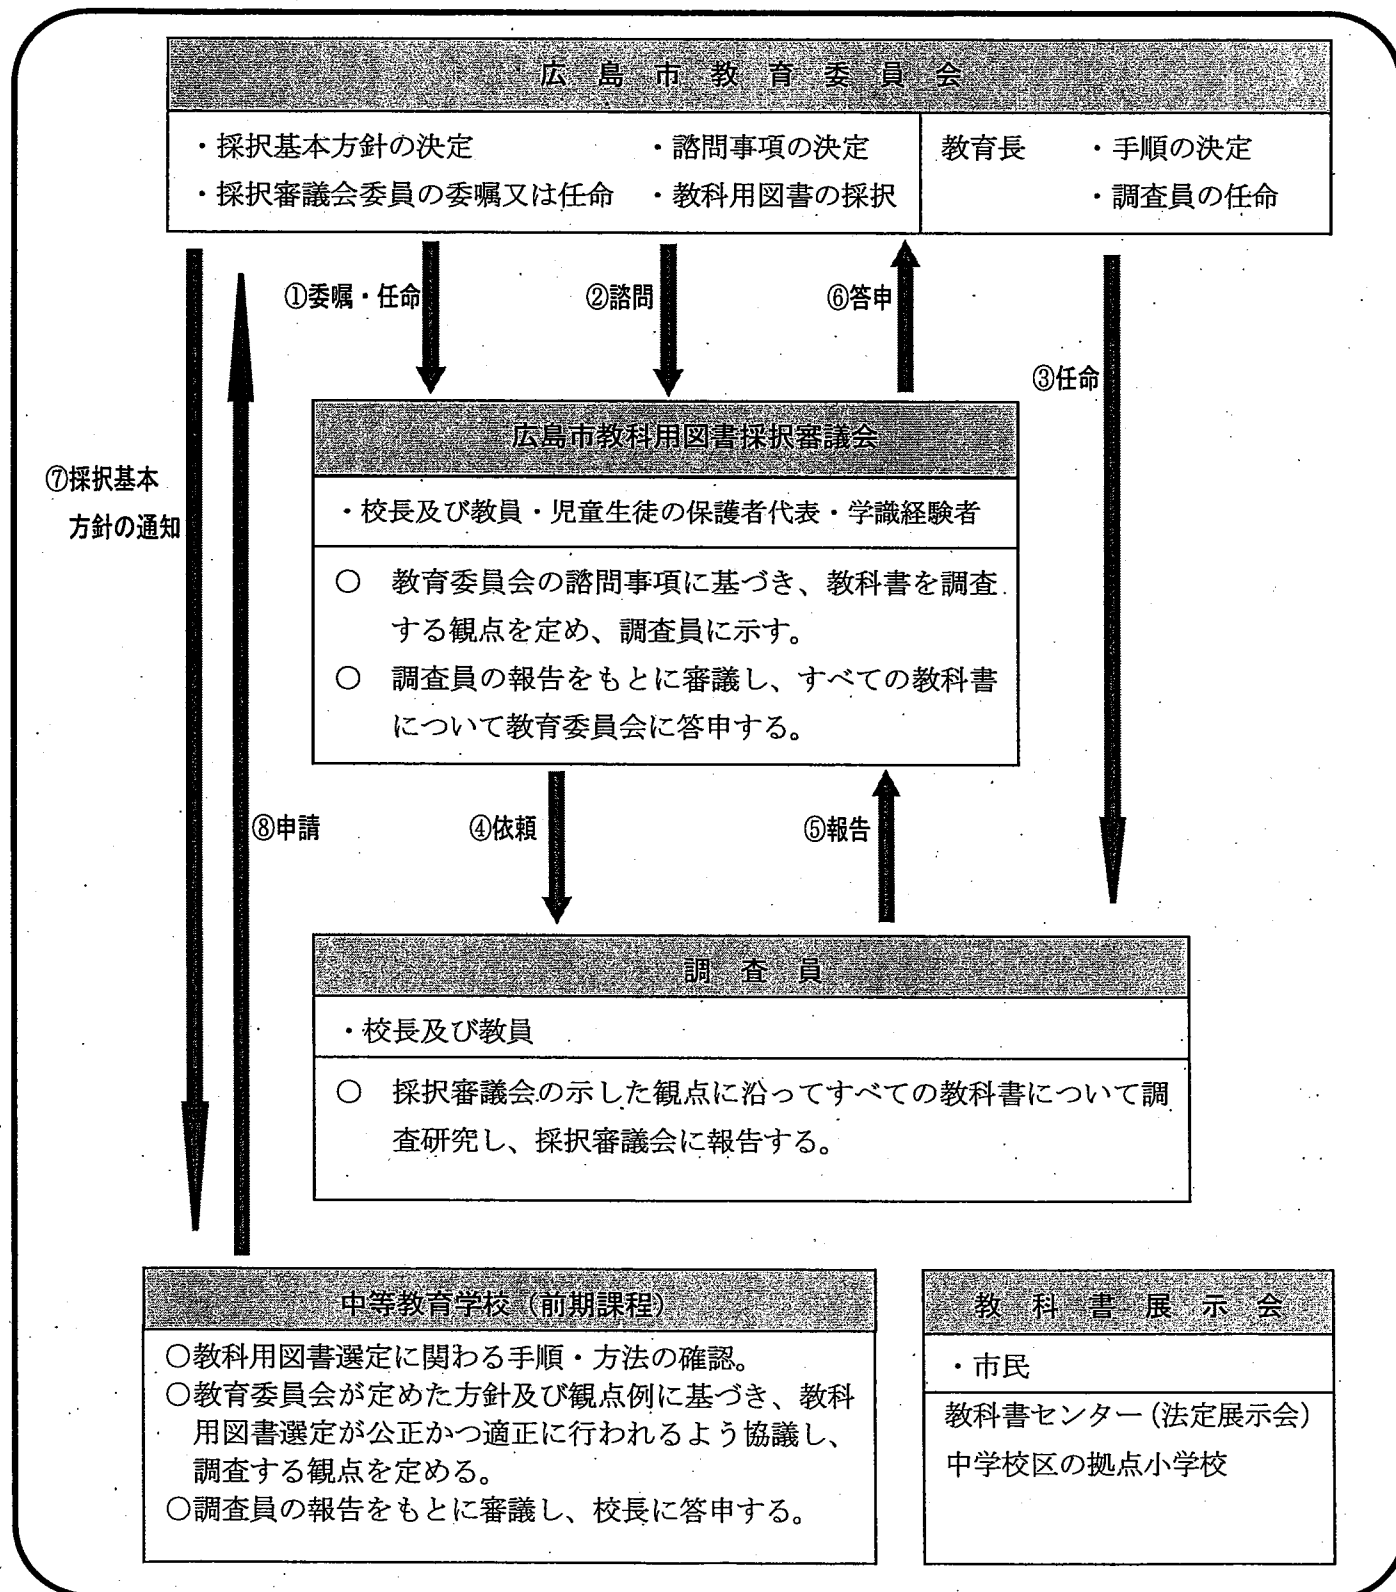 広島市教育委員会
・採択基本方針の決定 ・諮問事項の決定
・採択審議会委員の委嘱又は任命 ・教科用図書の採択
教育長 ・手順の決定
・調査員の任命
①委嘱・任命
②諮問
⑥答申
③任命
広島市教科用図書採択審議会
・校長及び教員・児童生徒の保護者代表・学識経験者
○ 教育委員会の諮問事項に基づき、教科書を調査
する観点を定め、調査員に示す。
○ 調査員の報告をもとに審議し、すべての教科書
について教育委員会に答申する。
⑦採択基本
方針の通知
⑧申請
④依頼
⑤報告
調査員
・校長及び教員
○ 採択審議会の示した観点に沿ってすべての教科書について調
査研究し、採択審議会に報告する。
中等教育学校(前期課程)
○教科用図書選定に関わる手順・方法の確認。
○教育委員会が定めた方針及び観点例に基づき、教科
用図書選定が公正かつ適正に行われるよう協議し、
調査する観点を定める。
○調査員の報告をもとに審議し、校長に答申する。
教科書展示会
・市民
教科書センター(法定展示会)
中学校区の拠点小学校